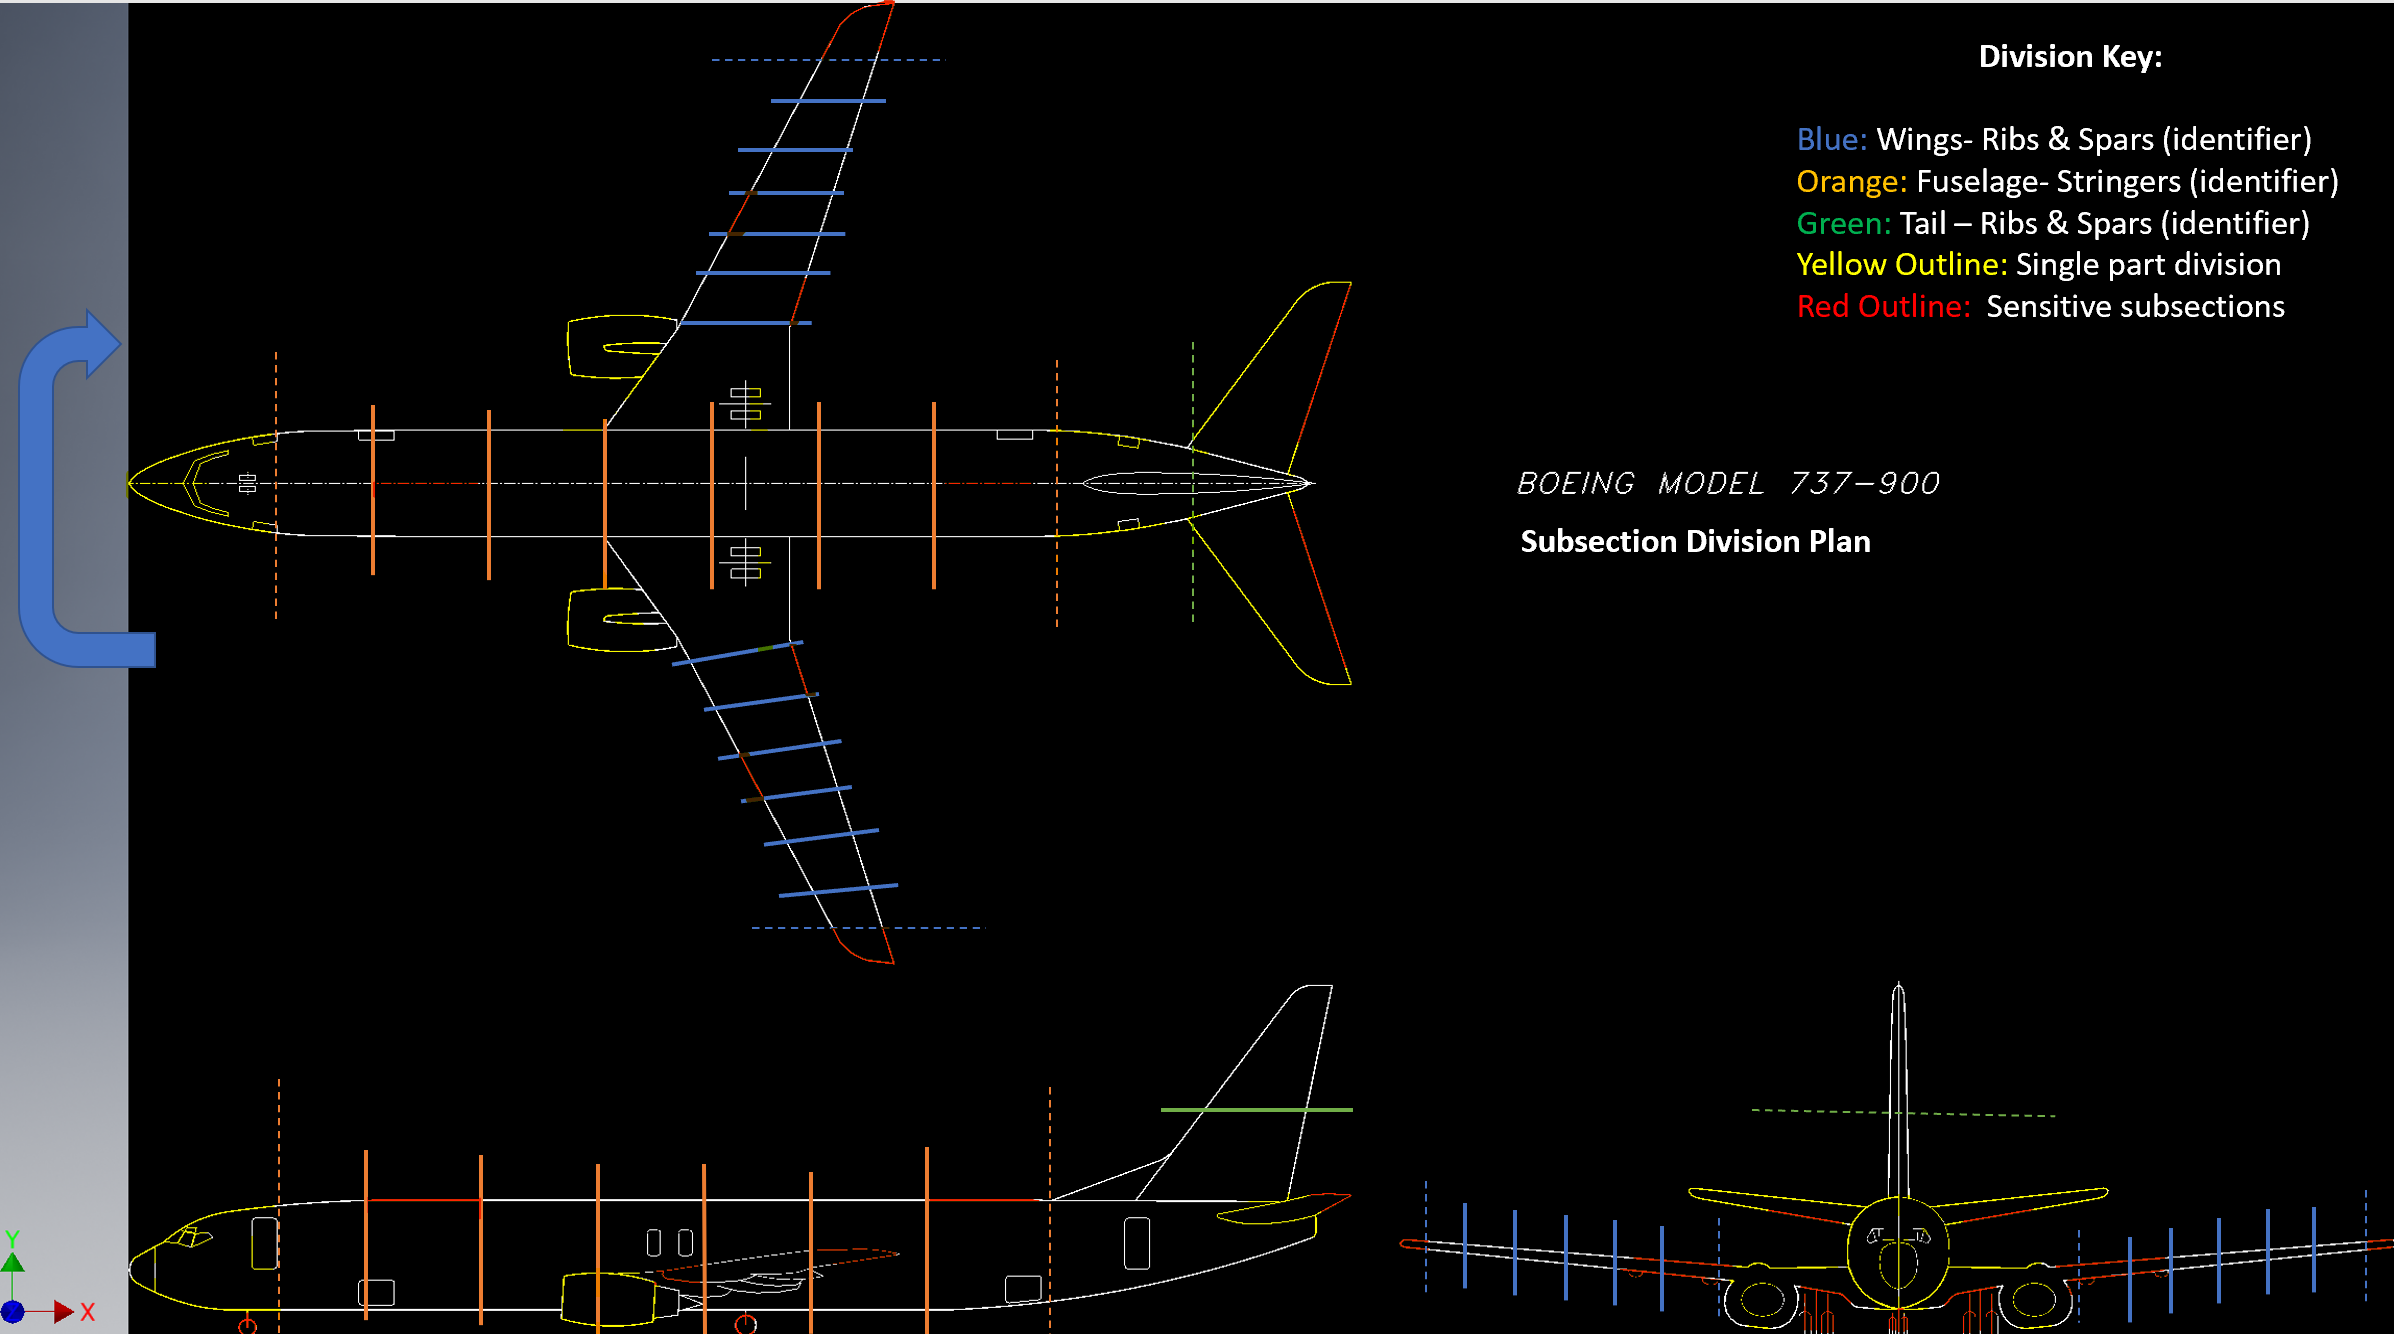 Division Key:
Blue: Wings- Ribs & Spars (identifier)
Orange: Fuselage- Stringers (identifier)
Green: Tail – Ribs & Spars (identifier)
Yellow Outline: Single part division
Red Outline:  Sensitive subsections
BOEING MODEL 737-900
Subsection Division Plan
Y
X